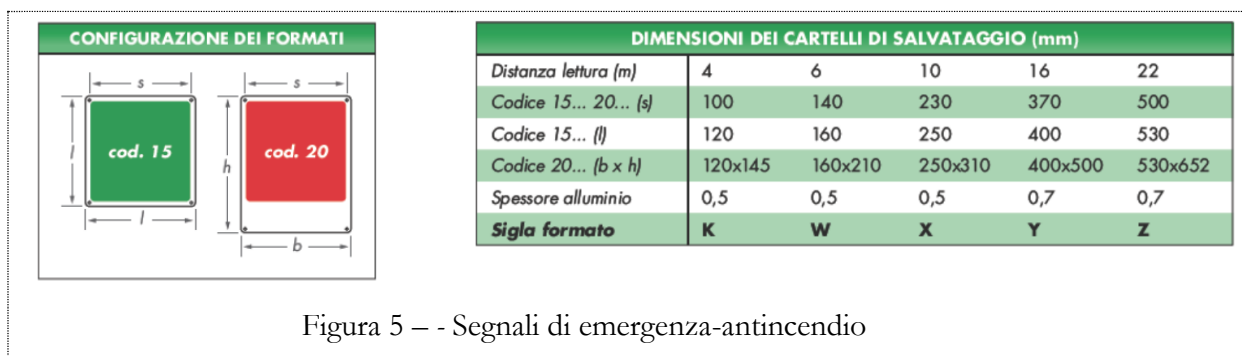 CONFIGURAZIONE DEI FORMATI
s
s
l
cod. 15
h
cod. 20
l
b
DIMENSIONI DEI CARTELLI DI SALVATAGGIO (mm)
Distanza lettura (m) 4 6 10 16 22
Codice 15... 20... (s) 100 140 230 370 500
Codice 15... (l) 120 160 250 400 530
Codice 20... (b x h) 120x145 160x210 250x310 400x500 530x652
Spessore alluminio 0,5 0,5 0,5 0,7 0,7
Sigla formato K W X Y Z
Figura 5 – - Segnali di emergenza-antincendio